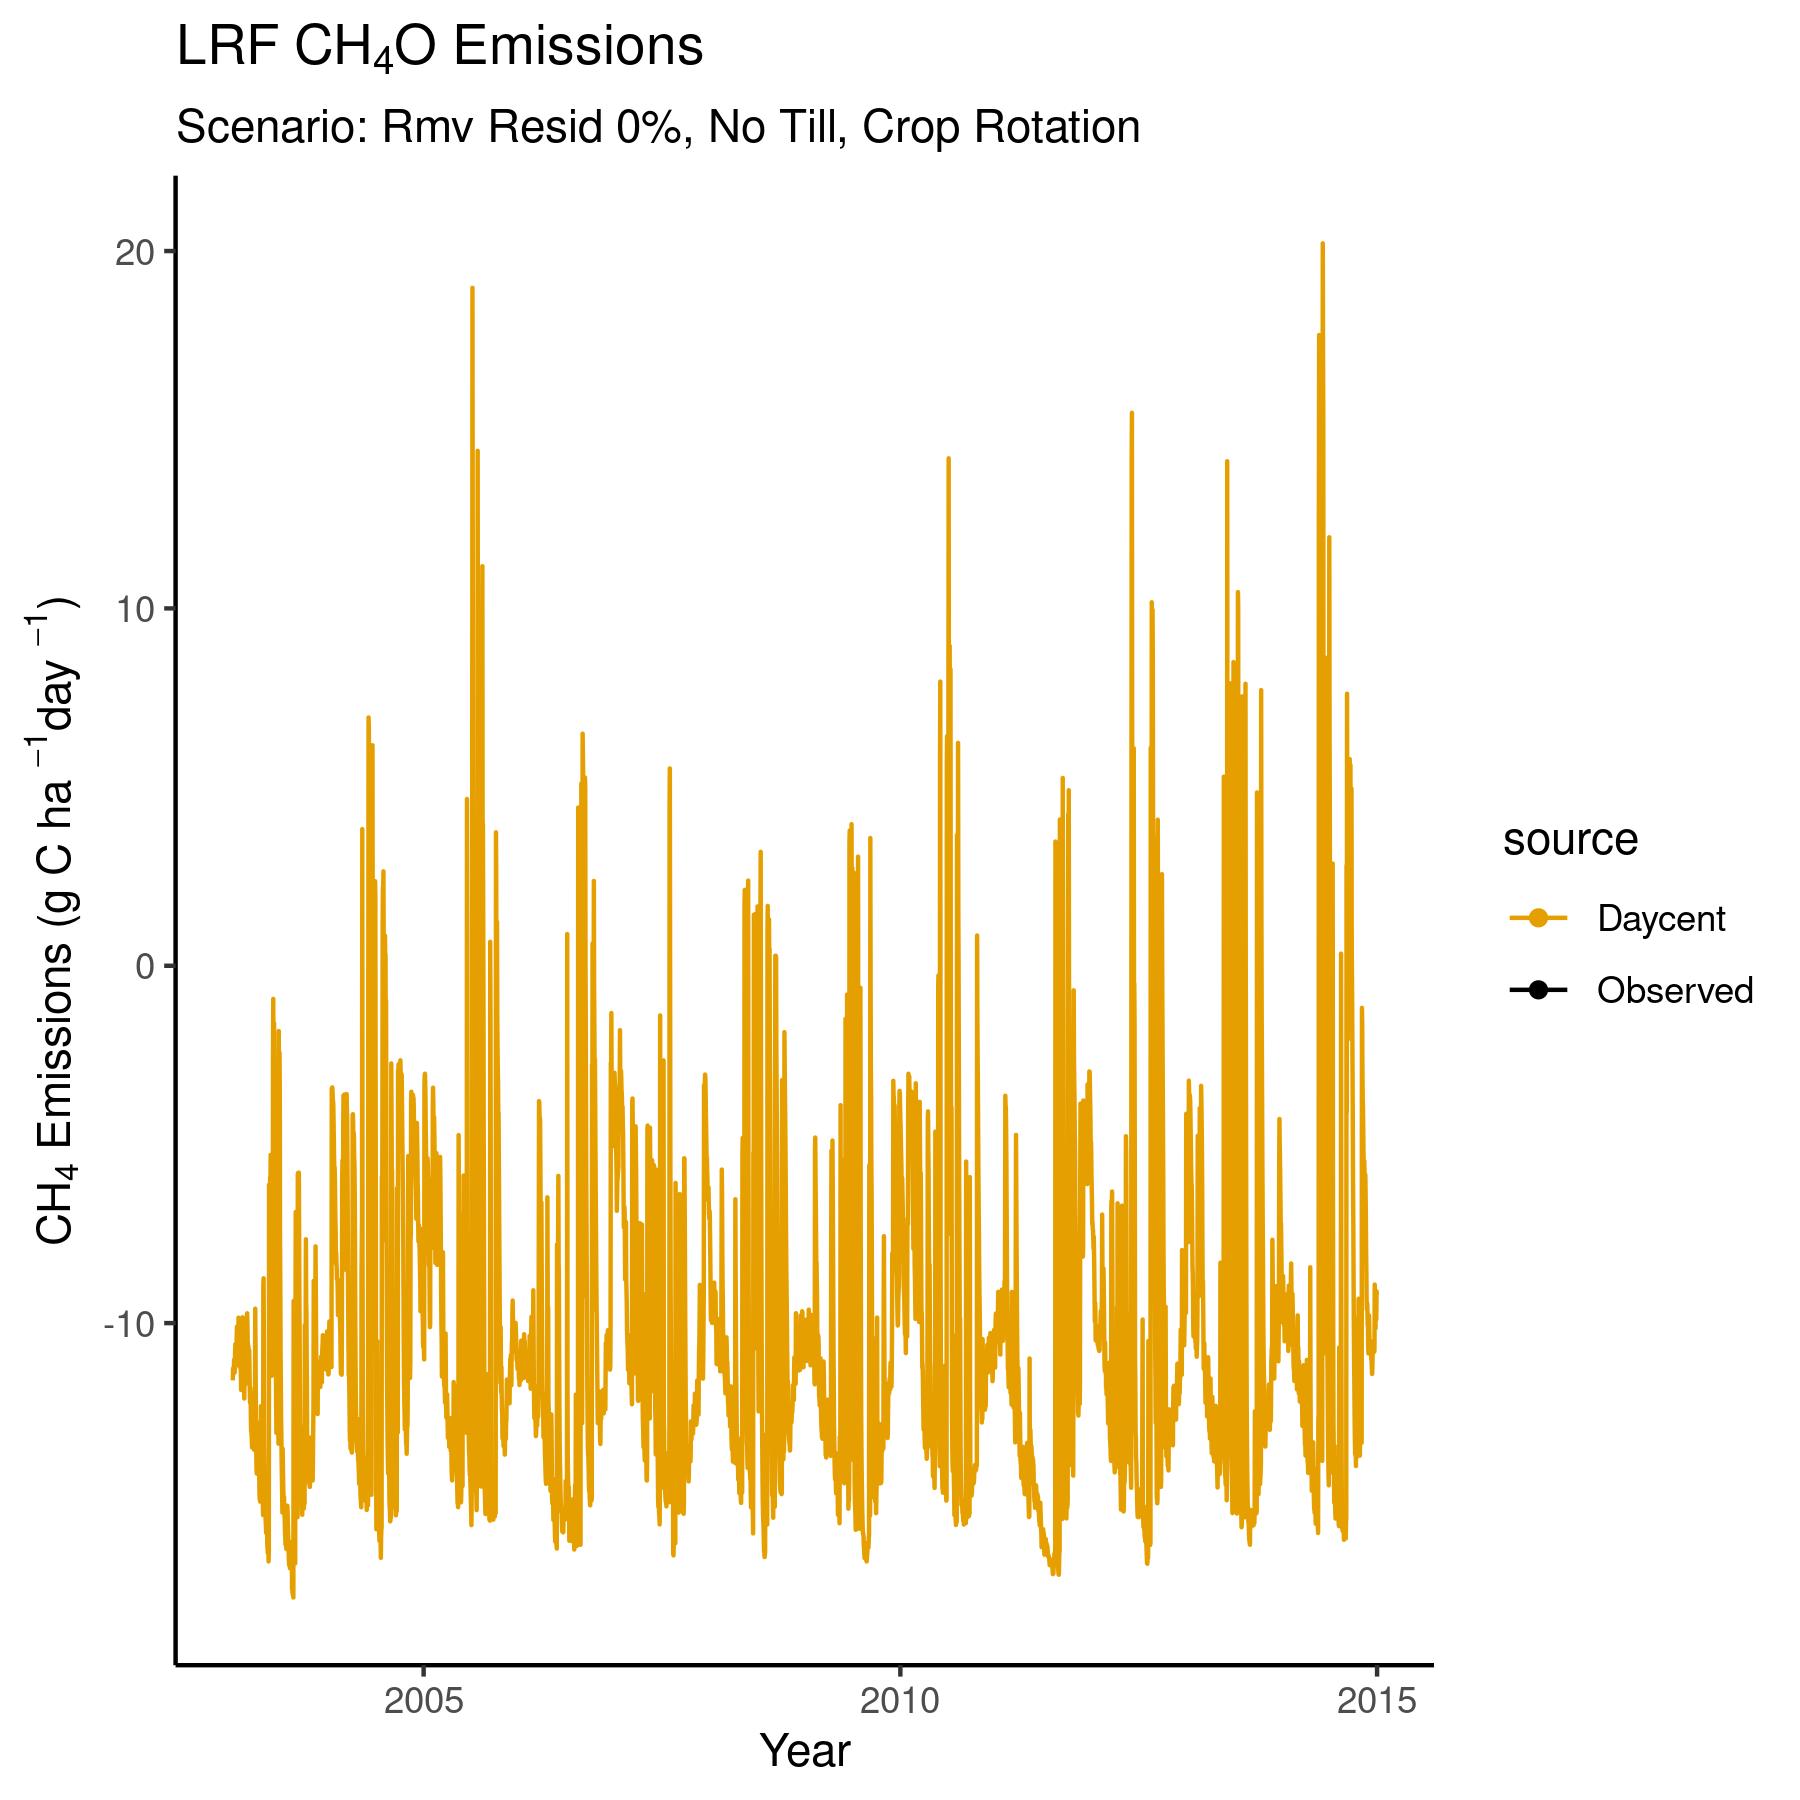 LRF CH₄O Emissions
Scenario: Rmv Resid 0%, No Till, Crop Rotation
CH₄ Emissions (g C ha ⁻¹day ⁻¹)
20
10
0
-10
2005 2010 2015
Year
source
Daycent
Observed